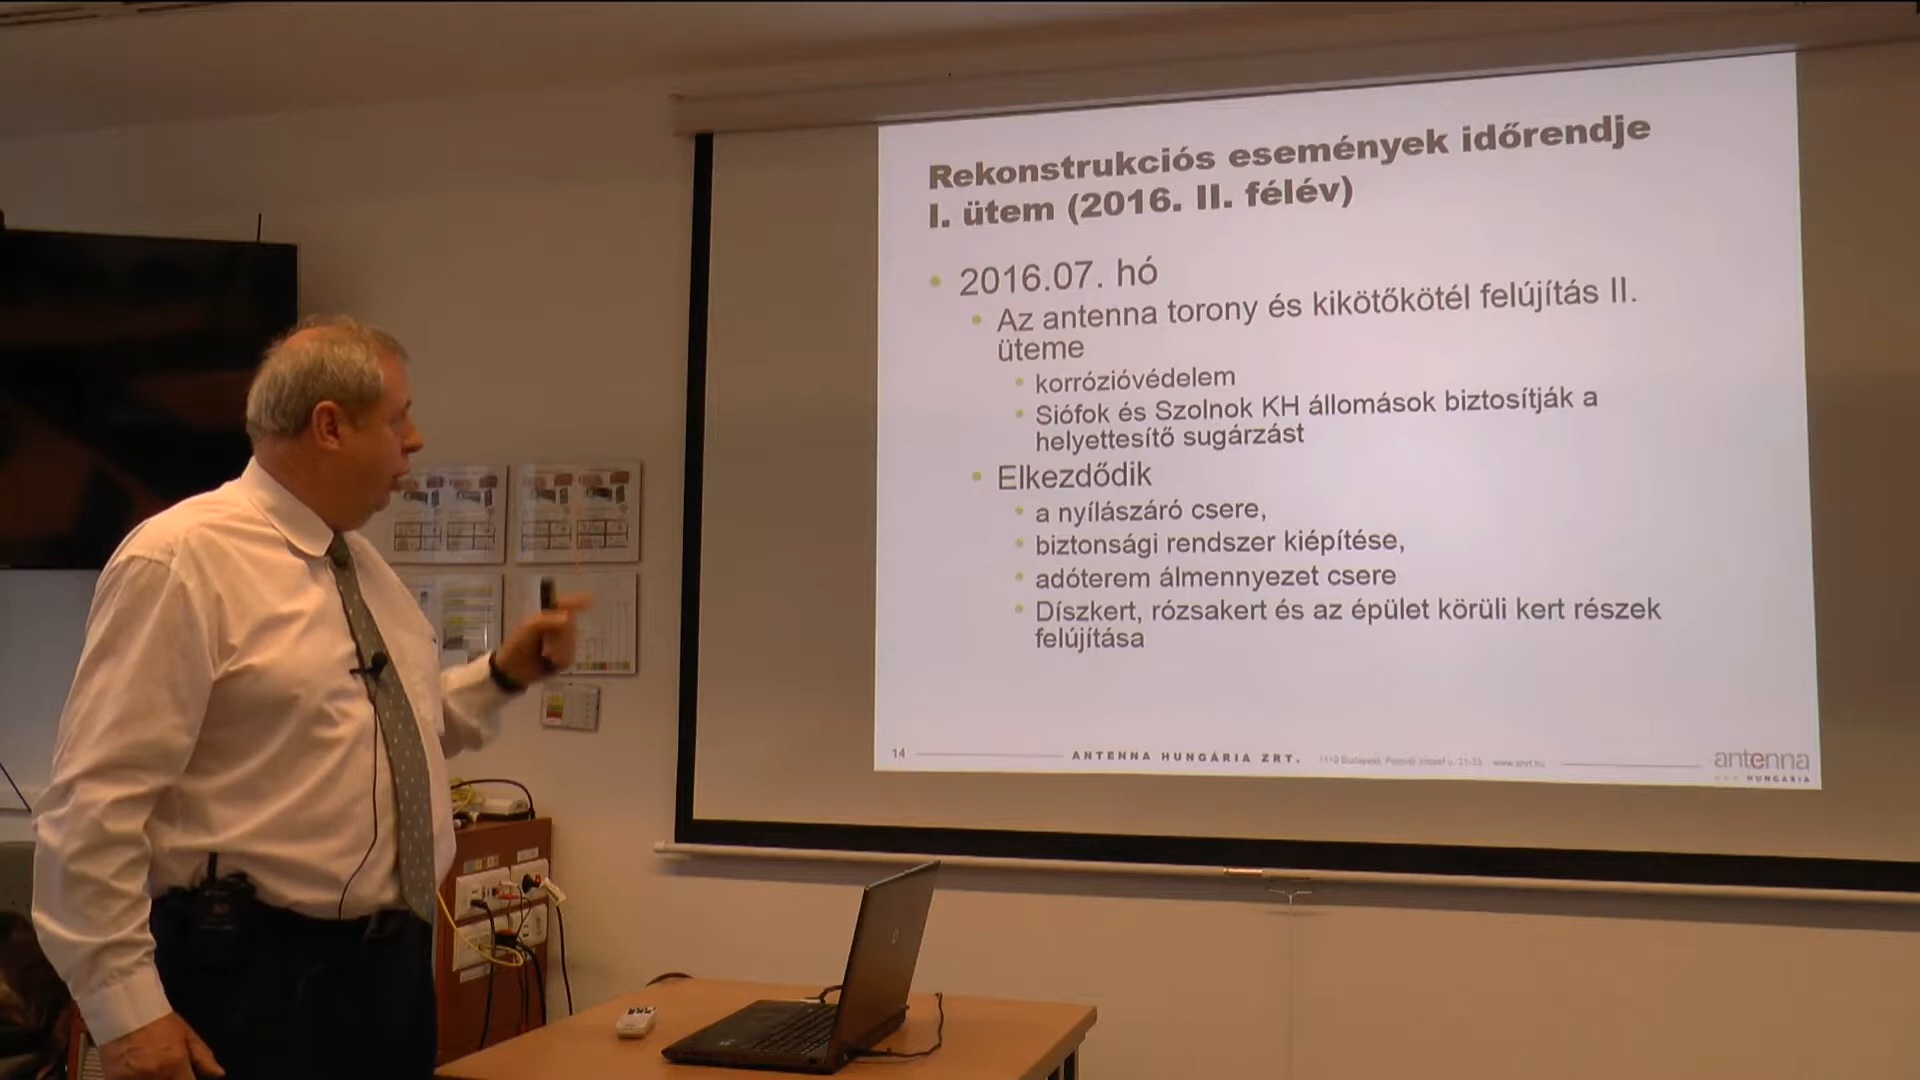 Rekonstrukciós események időrendje
I. ütem (2016. II. félév)
• 2016.07. hó
• Az antenna torony és kikötőkötél felújítás II.
üteme
• korrózióvédelem
• Siófok és Szolnok KH állomások biztosítják a
helyettesítő sugárzást
• Elkezdődik
• a nyílászáró csere,
• biztonsági rendszer kiépítése,
• adóterem álmennyezet csere
• Díszkert, rózsakert és az épület körüli kert részek
felújítása
14
ANTENNA HUNGÁRIA ZRT.
antenna
HUNGÁRIA